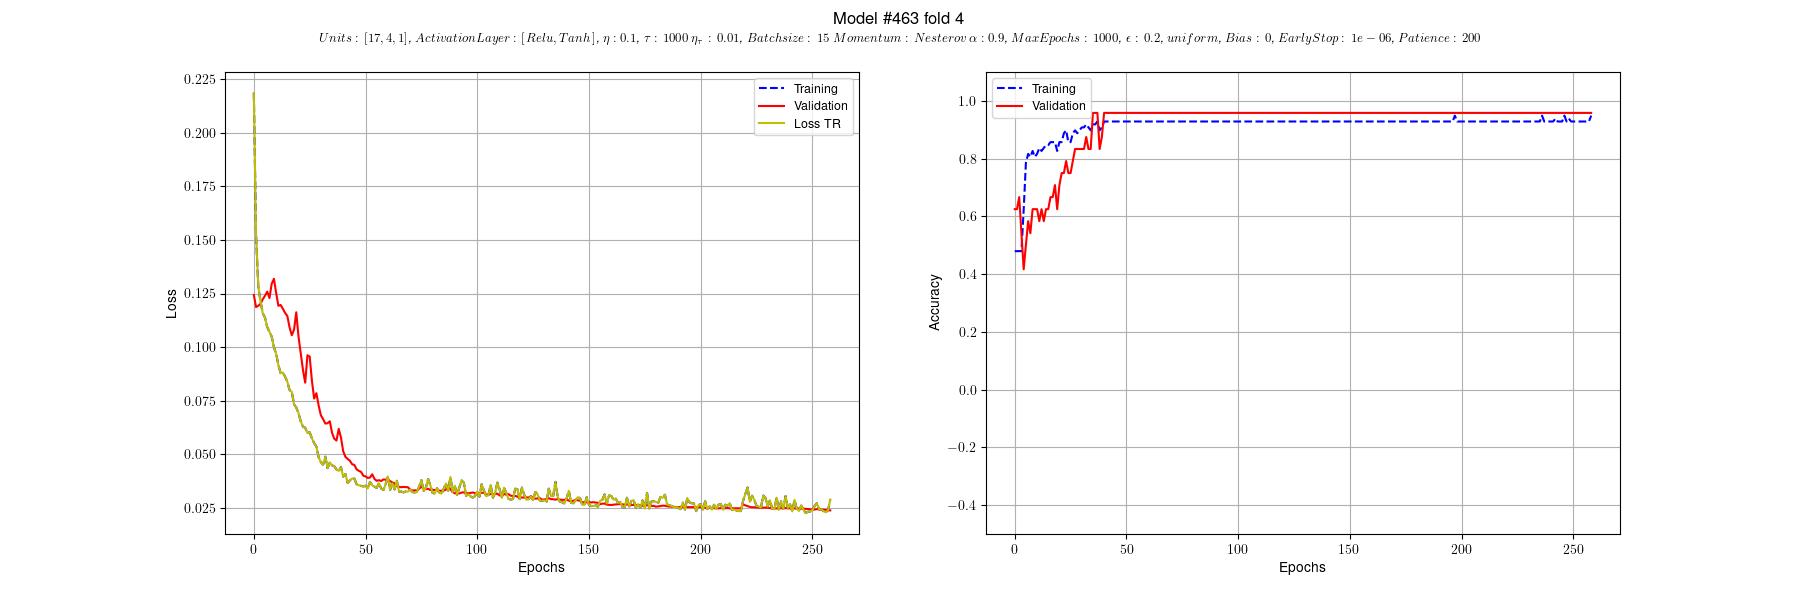 Model #463 fold 4
Units : [17, 4, 1], ActivationLayer : [Relu, Tanh], η : 0.1, τ : 1000 ητ : 0.01, Batchsize : 15 Momentum : Nesterov α : 0.9, MaxEpochs : 1000, ϵ : 0.2, uniform, Bias : 0, EarlyStop : 1e − 06, Patience : 200
0.225
0.200
0.175
0.150
0.125
0.100
0.075
0.050
0.025
Loss
0 50 100 150 200 250
Epochs
Training
Validation
Loss TR
1.0
0.8
0.6
0.4
0.2
0.0
−0.2
−0.4
Accuracy
0 50 100 150 200 250
Epochs
Training
Validation